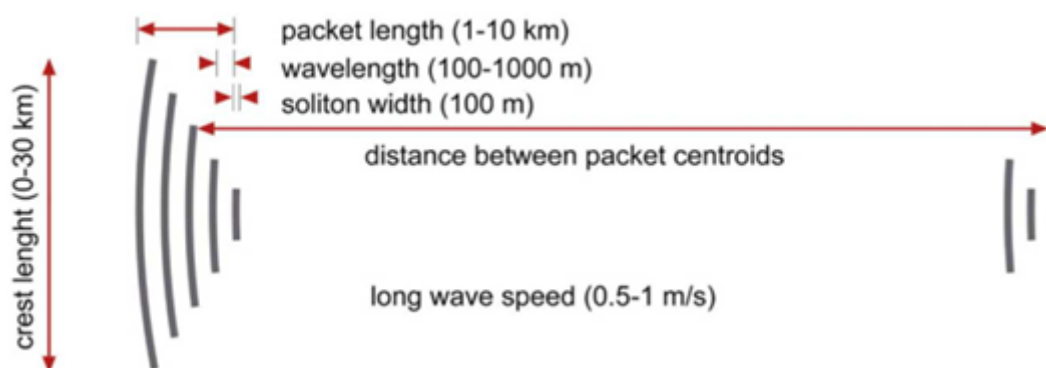 packet length (1-10 km)
wavelength (100-1000 m)
soliton width (100 m)
distance between packet centroids
crest lenght (0-30 km)
long wave speed (0.5-1 m/s)